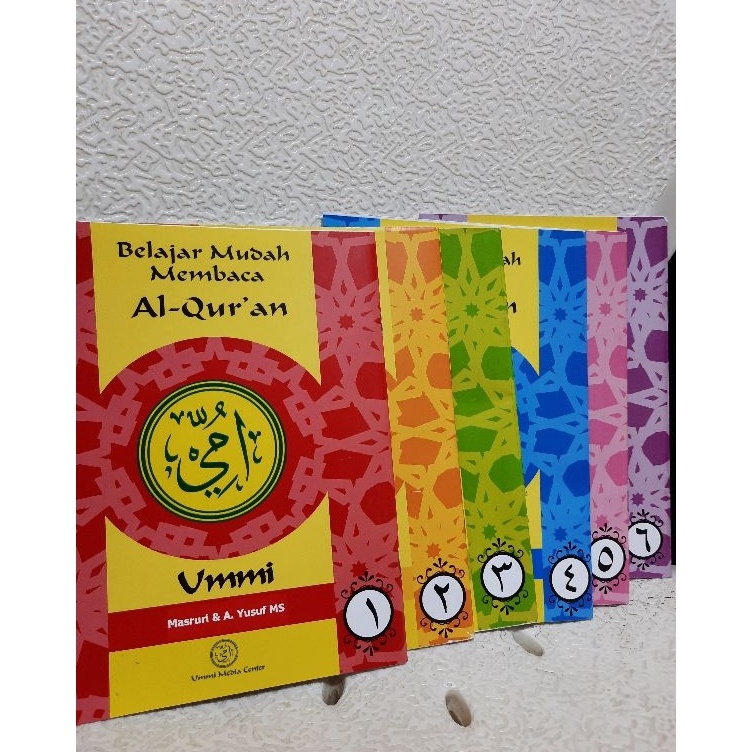 Belajar Mudah
Membaca
Al-Qur'an
اُمِّيْ
Ummi
Masruri & A. Yusuf MS
Ummi Media Center
١
٢
٣
ah
n
٤
٥
٦